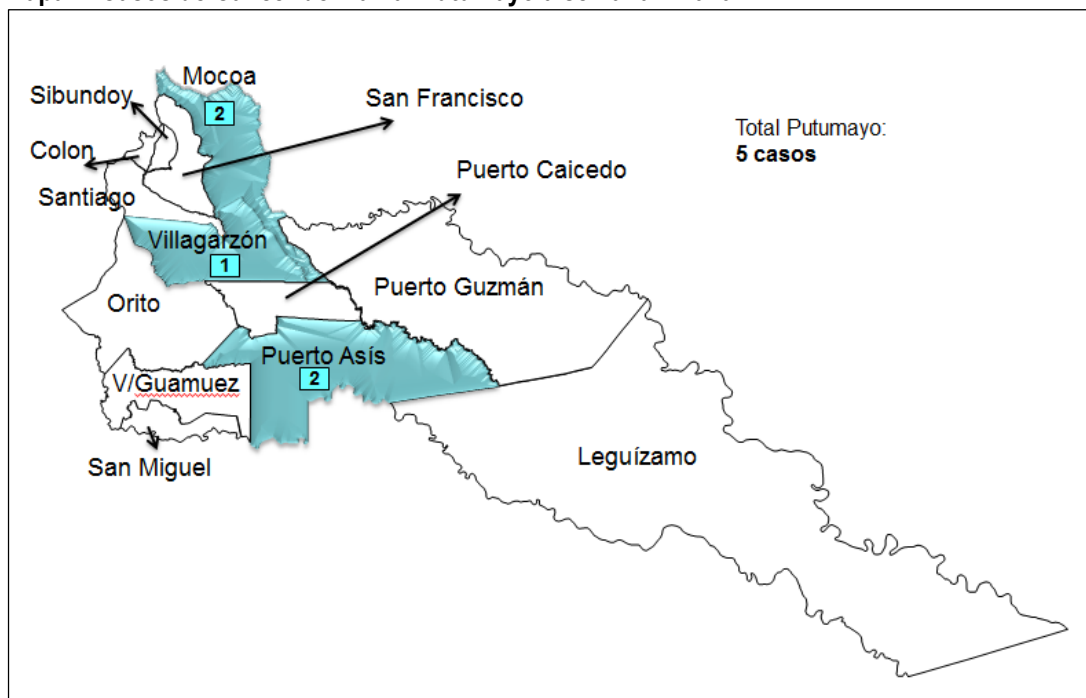 Mocoa
2
Sibundoy
San Francisco
Total Putumayo:
5 casos
Colon
Puerto Caicedo
Santiago
Villagarzón
1
Puerto Guzmán
Orito
Puerto Asís
2
V/Guamuez
Leguízamo
San Miguel